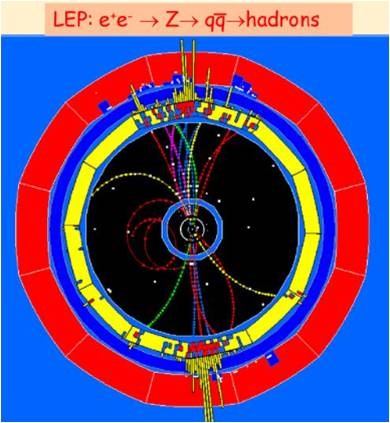 LEP: e⁺e⁻ → Z→ qq̅→hadrons